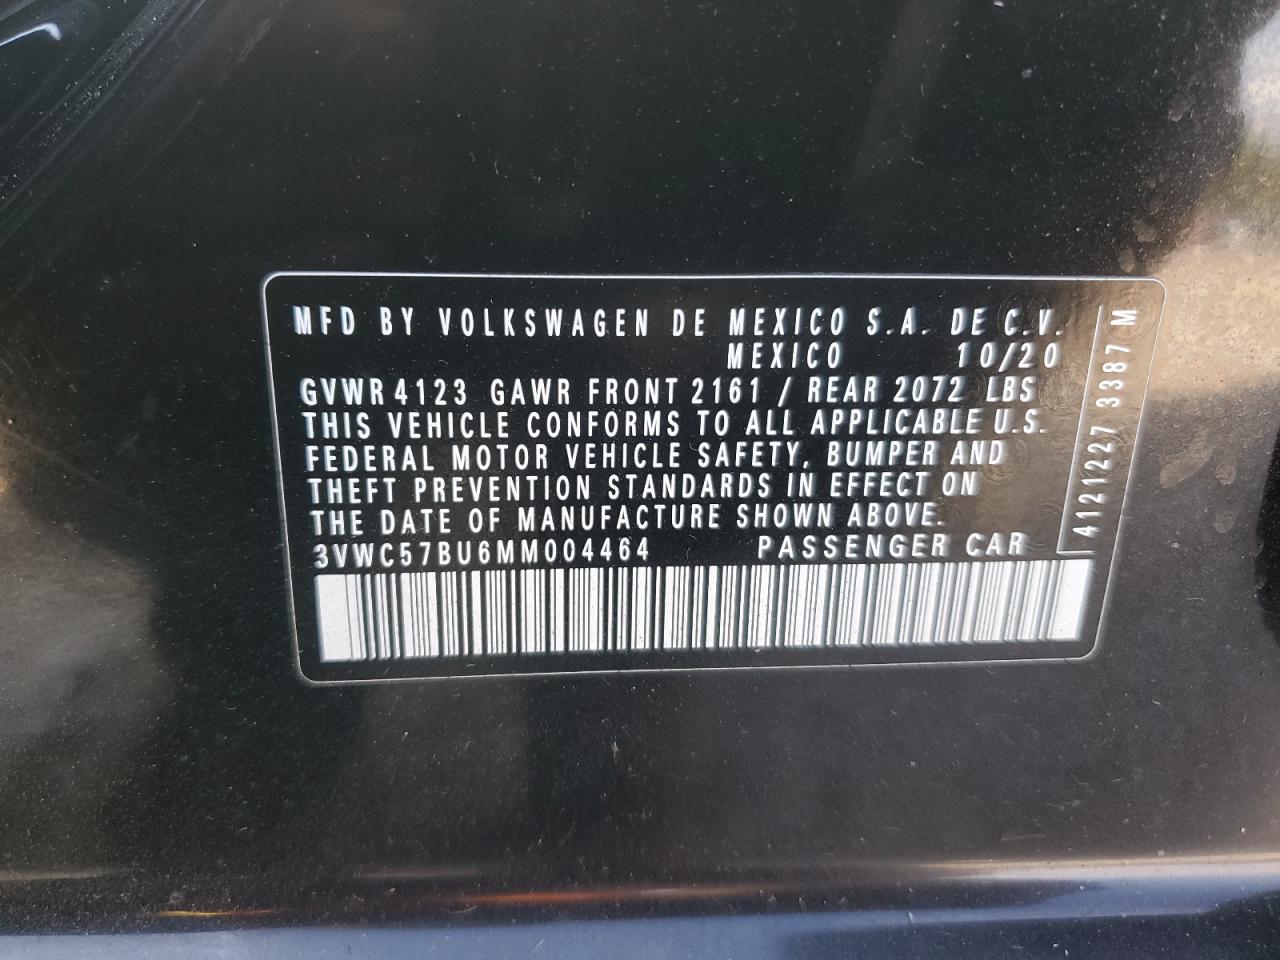 MFD BY VOLKSWAGEN DE MEXICO S.A. DE C.V.
MEXICO 10/20
GVWR 4123 GAWR FRONT 2161 / REAR 2072 LBS
THIS VEHICLE CONFORMS TO ALL APPLICABLE U.S.
FEDERAL MOTOR VEHICLE SAFETY, BUMPER AND
THEFT PREVENTION STANDARDS IN EFFECT ON
THE DATE OF MANUFACTURE SHOWN ABOVE.
3VWC57BU6MM004464 PASSENGER CAR
4121227 3387 M